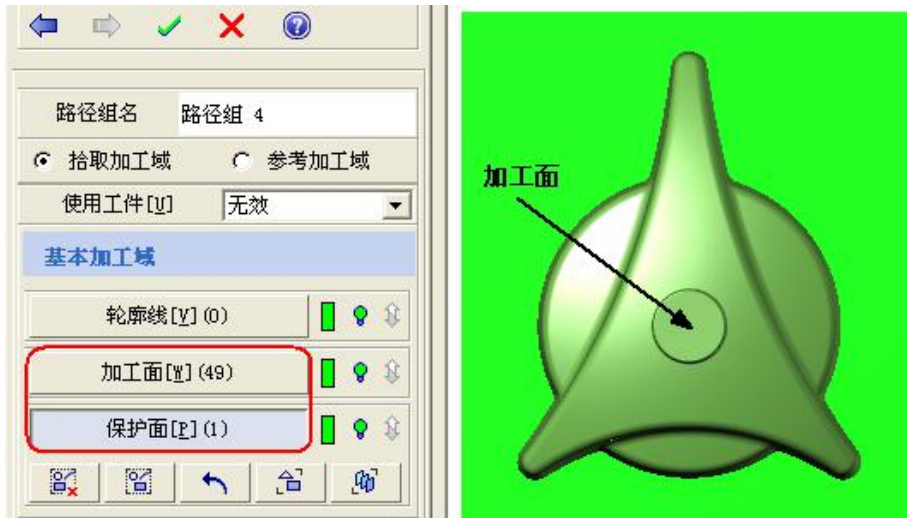 路径组名 路径组 4
拾取加工域 参考加工域
使用工件[U] 无效
基本加工域
轮廓线[V](0)
加工面[W](49)
保护面[P](1)
加工面